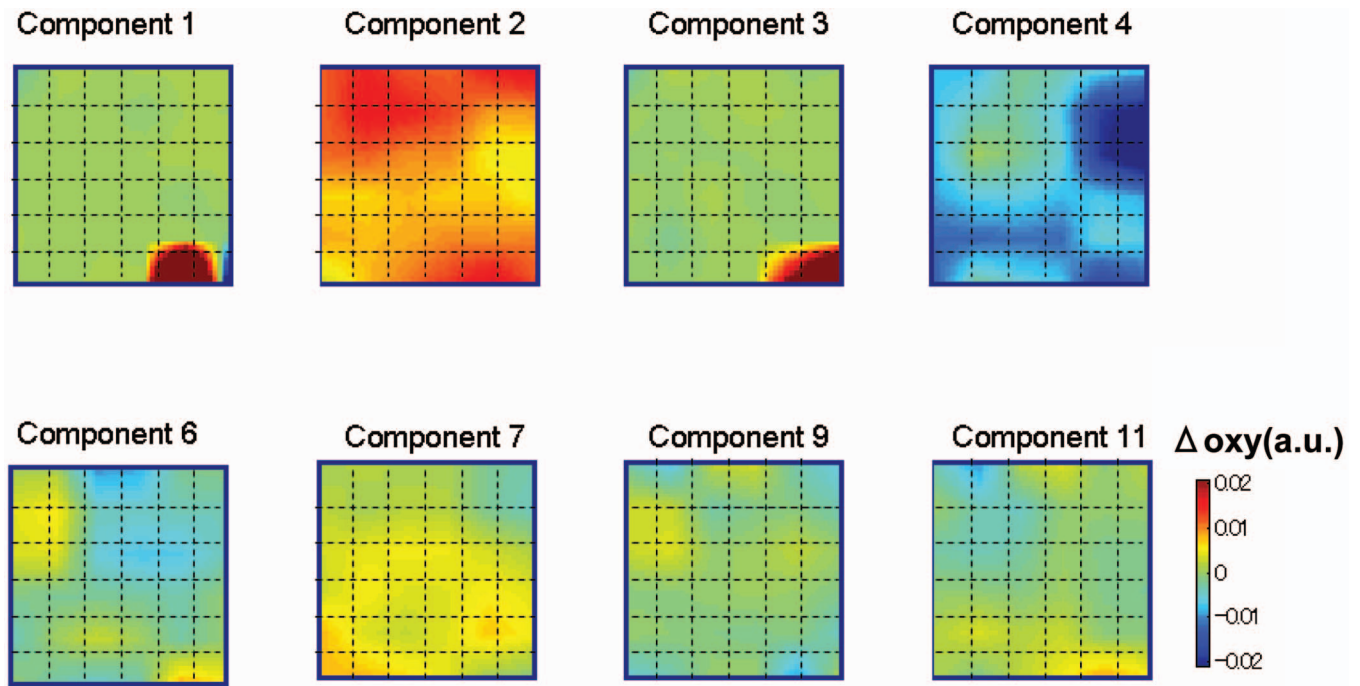 Component 1
Component 2
Component 3
Component 4
Component 6
Component 7
Component 9
Component 11
Δ oxy(a.u.)
0.02
0.01
0
−0.01
−0.02